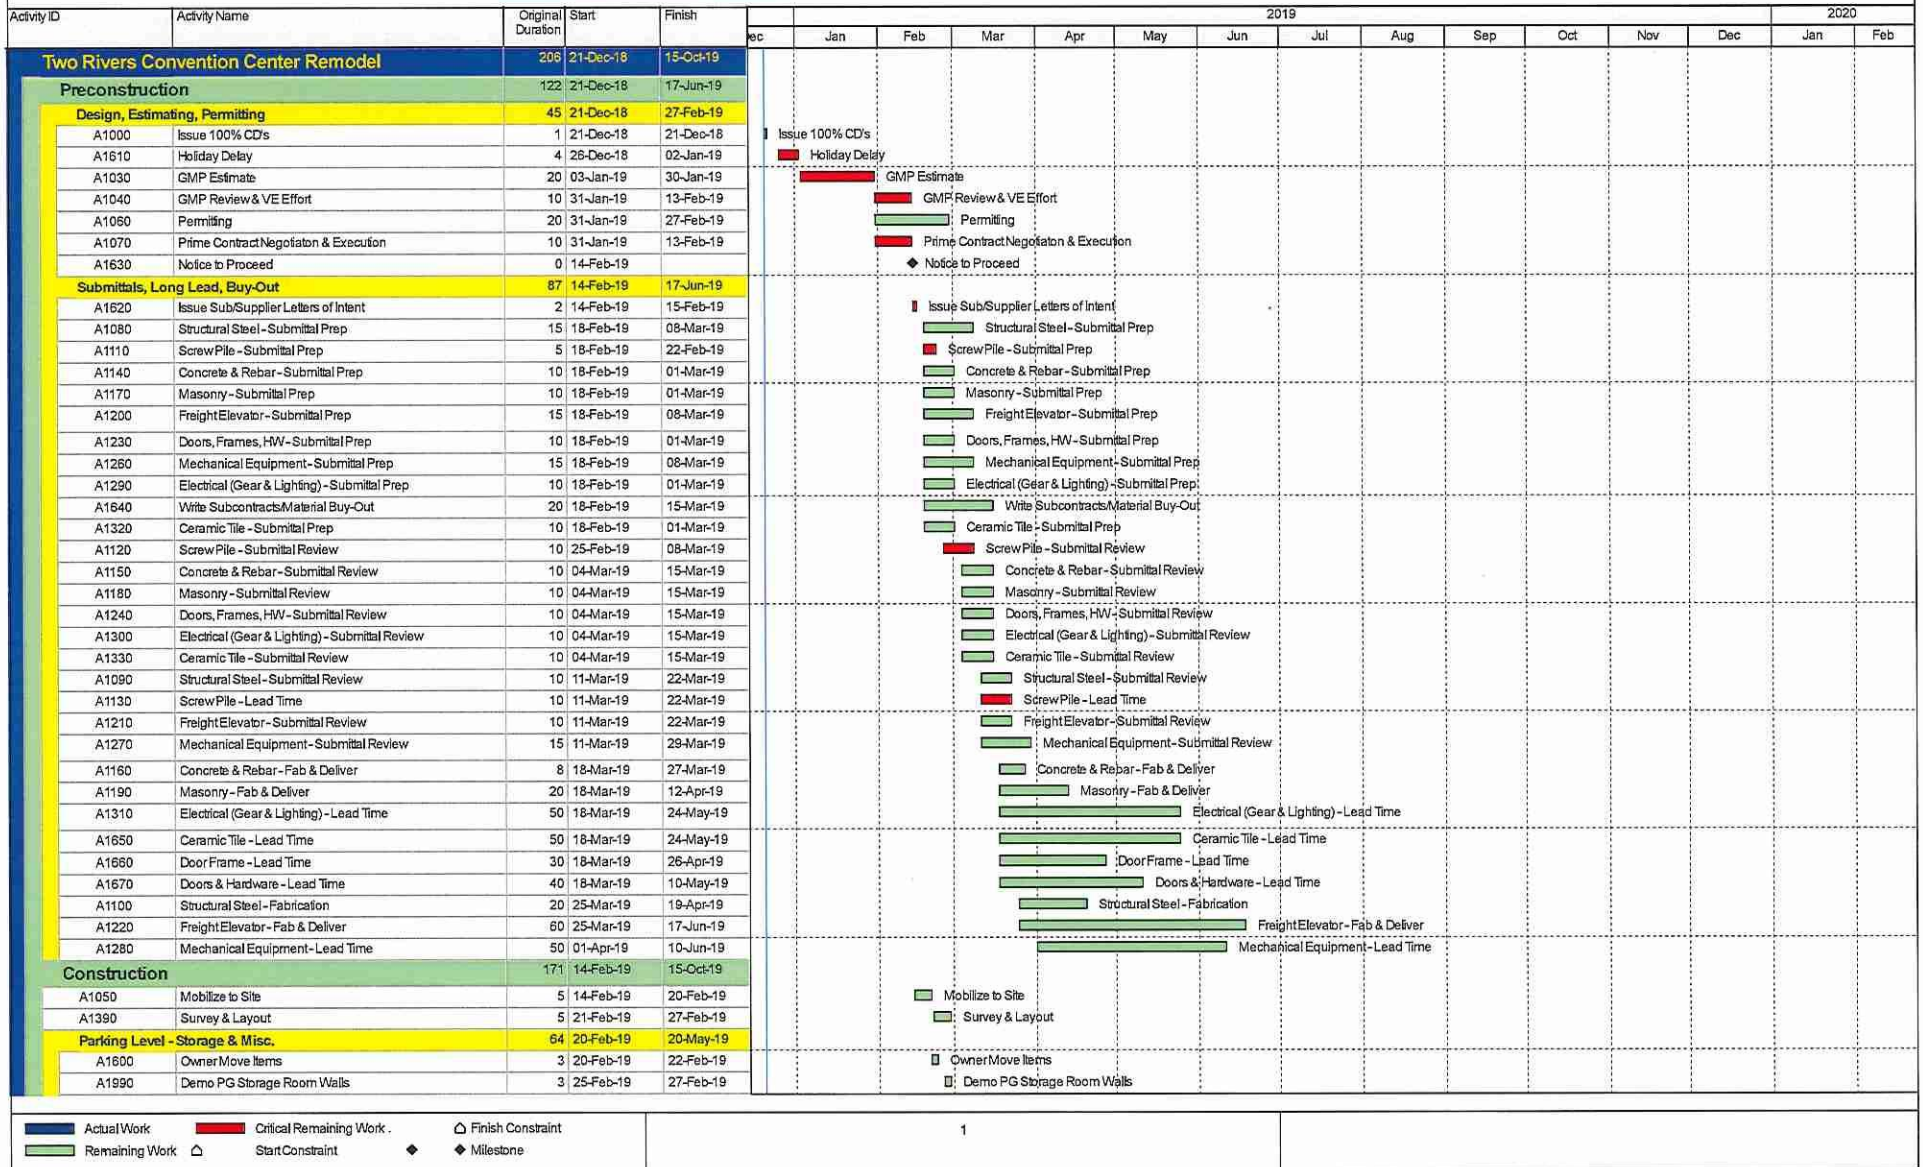 Activity ID Activity Name Original Duration Start Finish 2019 2020
ec Jan Feb Mar Apr May Jun Jul Aug Sep Oct Nov Dec Jan Feb
Two Rivers Convention Center Remodel 206 21-Dec-18 15-Oct-19
Preconstruction 122 21-Dec-18 17-Jun-19
Design, Estimating, Permitting 45 21-Dec-18 27-Feb-19
A1000 Issue 100% CD's 1 21-Dec-18 21-Dec-18 Issue 100% CD's
A1610 Holiday Delay 4 26-Dec-18 02-Jan-19 Holiday Delay
A1030 GMP Estimate 20 03-Jan-19 30-Jan-19 GMP Estimate
A1040 GMP Review & VE Effort 10 31-Jan-19 13-Feb-19 GMP Review & VE Effort
A1060 Permitting 20 31-Jan-19 27-Feb-19 Permitting
A1070 Prime Contract Negotiaton & Execution 10 31-Jan-19 13-Feb-19 Prime Contract Negotiaton & Execution
A1630 Notice to Proceed 0 14-Feb-19 Notice to Proceed
Submittals, Long Lead, Buy-Out 87 14-Feb-19 17-Jun-19
A1620 Issue Sub/Supplier Letters of Intent 2 14-Feb-19 15-Feb-19 Issue Sub/Supplier Letters of Intent
A1080 Structural Steel - Submittal Prep 15 18-Feb-19 08-Mar-19 Structural Steel - Submittal Prep
A1110 Screw Pile - Submittal Prep 5 18-Feb-19 22-Feb-19 Screw Pile - Submittal Prep
A1140 Concrete & Rebar - Submittal Prep 10 18-Feb-19 01-Mar-19 Concrete & Rebar - Submittal Prep
A1170 Masonry - Submittal Prep 10 18-Feb-19 01-Mar-19 Masonry - Submittal Prep
A1200 Freight Elevator - Submittal Prep 15 18-Feb-19 08-Mar-19 Freight Elevator - Submittal Prep
A1230 Doors, Frames, HW - Submittal Prep 10 18-Feb-19 01-Mar-19 Doors, Frames, HW - Submittal Prep
A1260 Mechanical Equipment - Submittal Prep 15 18-Feb-19 08-Mar-19 Mechanical Equipment - Submittal Prep
A1290 Electrical (Gear & Lighting) - Submittal Prep 10 18-Feb-19 01-Mar-19 Electrical (Gear & Lighting) - Submittal Prep
A1640 Write Subcontracts/Material Buy-Out 20 18-Feb-19 15-Mar-19 Write Subcontracts/Material Buy-Out
A1320 Ceramic Tile - Submittal Prep 10 18-Feb-19 01-Mar-19 Ceramic Tile - Submittal Prep
A1120 Screw Pile - Submittal Review 10 25-Feb-19 08-Mar-19 Screw Pile - Submittal Review
A1150 Concrete & Rebar - Submittal Review 10 04-Mar-19 15-Mar-19 Concrete & Rebar - Submittal Review
A1180 Masonry - Submittal Review 10 04-Mar-19 15-Mar-19 Masonry - Submittal Review
A1240 Doors, Frames, HW - Submittal Review 10 04-Mar-19 15-Mar-19 Doors, Frames, HW - Submittal Review
A1300 Electrical (Gear & Lighting) - Submittal Review 10 04-Mar-19 15-Mar-19 Electrical (Gear & Lighting) - Submittal Review
A1330 Ceramic Tile - Submittal Review 10 04-Mar-19 15-Mar-19 Ceramic Tile - Submittal Review
A1090 Structural Steel - Submittal Review 10 11-Mar-19 22-Mar-19 Structural Steel - Submittal Review
A1130 Screw Pile - Lead Time 10 11-Mar-19 22-Mar-19 Screw Pile - Lead Time
A1210 Freight Elevator - Submittal Review 10 11-Mar-19 22-Mar-19 Freight Elevator - Submittal Review
A1270 Mechanical Equipment - Submittal Review 15 11-Mar-19 29-Mar-19 Mechanical Equipment - Submittal Review
A1160 Concrete & Rebar - Fab & Deliver 8 18-Mar-19 27-Mar-19 Concrete & Rebar - Fab & Deliver
A1190 Masonry - Fab & Deliver 20 18-Mar-19 12-Apr-19 Masonry - Fab & Deliver
A1310 Electrical (Gear & Lighting) - Lead Time 50 18-Mar-19 24-May-19 Electrical (Gear & Lighting) - Lead Time
A1650 Ceramic Tile - Lead Time 50 18-Mar-19 24-May-19 Ceramic Tile - Lead Time
A1660 Door Frame - Lead Time 30 18-Mar-19 26-Apr-19 Door Frame - Lead Time
A1670 Doors & Hardware - Lead Time 40 18-Mar-19 10-May-19 Doors & Hardware - Lead Time
A1100 Structural Steel - Fabrication 20 25-Mar-19 19-Apr-19 Structural Steel - Fabrication
A1220 Freight Elevator - Fab & Deliver 60 25-Mar-19 17-Jun-19 Freight Elevator - Fab & Deliver
A1280 Mechanical Equipment - Lead Time 50 01-Apr-19 10-Jun-19 Mechanical Equipment - Lead Time
Construction 171 14-Feb-19 15-Oct-19
A1050 Mobilize to Site 5 14-Feb-19 20-Feb-19 Mobilize to Site
A1390 Survey & Layout 5 21-Feb-19 27-Feb-19 Survey & Layout
Parking Level - Storage & Misc. 64 20-Feb-19 20-May-19
A1600 Owner Move Items 3 20-Feb-19 22-Feb-19 Owner Move Items
A1990 Demo PG Storage Room Walls 3 25-Feb-19 27-Feb-19 Demo PG Storage Room Walls
Actual Work Critical Remaining Work . Finish Constraint 1
Remaining Work Start Constraint Milestone